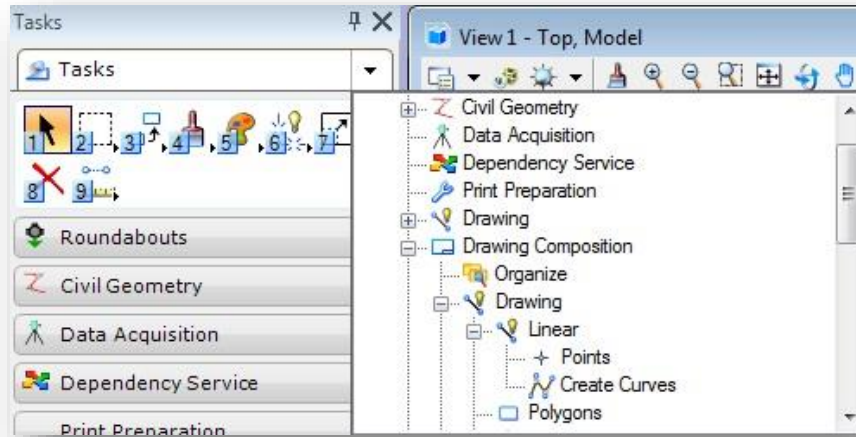 Tasks
View 1 - Top, Model
Tasks
1 2 3 4 5 6 7
8 9
Civil Geometry
Data Acquisition
Dependency Service
Print Preparation
Drawing
Drawing Composition
Organize
Drawing
Linear
Points
Create Curves
Polygons
Roundabouts
Civil Geometry
Data Acquisition
Dependency Service
Print Preparation